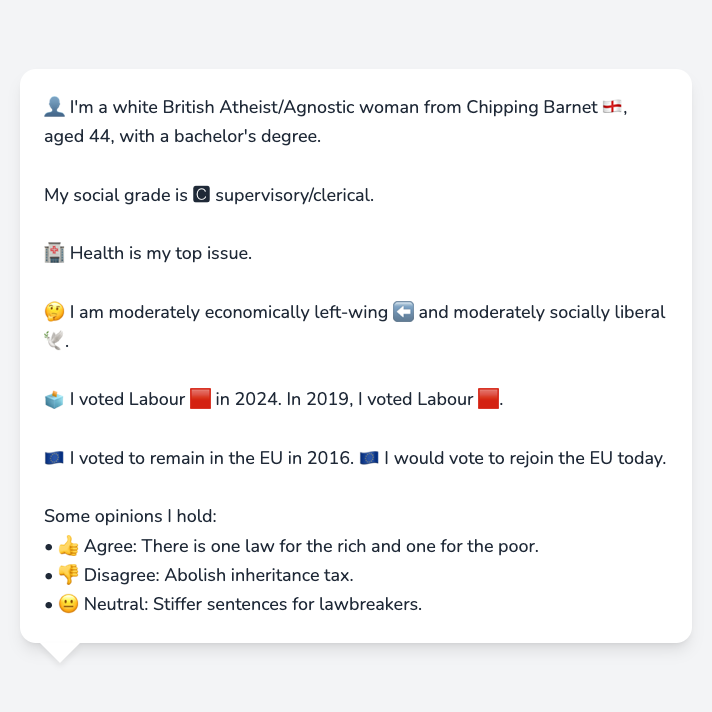 👤 I'm a white British Atheist/Agnostic woman from Chipping Barnet 🏴󠁧󠁢󠁥󠁮󠁧󠁿,
aged 44, with a bachelor's degree.
My social grade is 🅲 supervisory/clerical.
🏥 Health is my top issue.
🤔 I am moderately economically left-wing ⬅️ and moderately socially liberal
🕊️.
🗳️ I voted Labour 🟥 in 2024. In 2019, I voted Labour 🟥.
🇪🇺 I voted to remain in the EU in 2016. 🇪🇺 I would vote to rejoin the EU today.
Some opinions I hold:
• 👍 Agree: There is one law for the rich and one for the poor.
• 👎 Disagree: Abolish inheritance tax.
• 😐 Neutral: Stiffer sentences for lawbreakers.